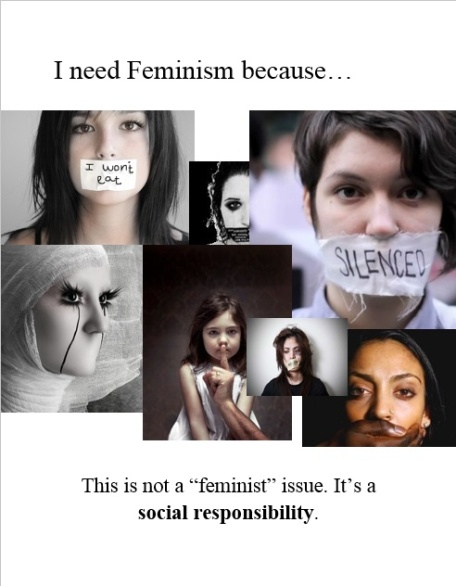 I need Feminism because…
I won't
eat
SILENCED
This is not a “feminist” issue. It’s a
social responsibility.